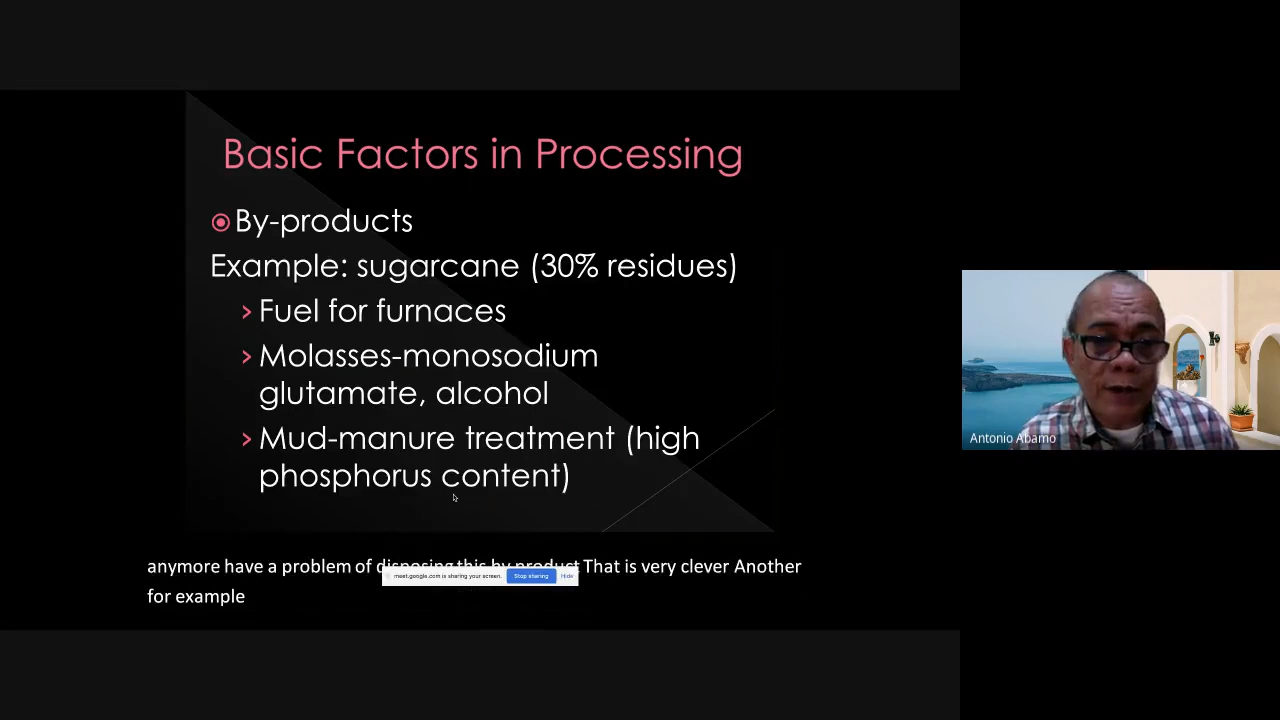 Basic Factors in Processing
By-products
Example: sugarcane (30% residues)
Fuel for furnaces
Molasses-monosodium
glutamate, alcohol
Mud-manure treatment (high
phosphorus content)
anymore have a problem of disposing this by product That is very clever Another
for example
meet.google.com is sharing your screen. Stop sharing Hide
Antonio Abamo